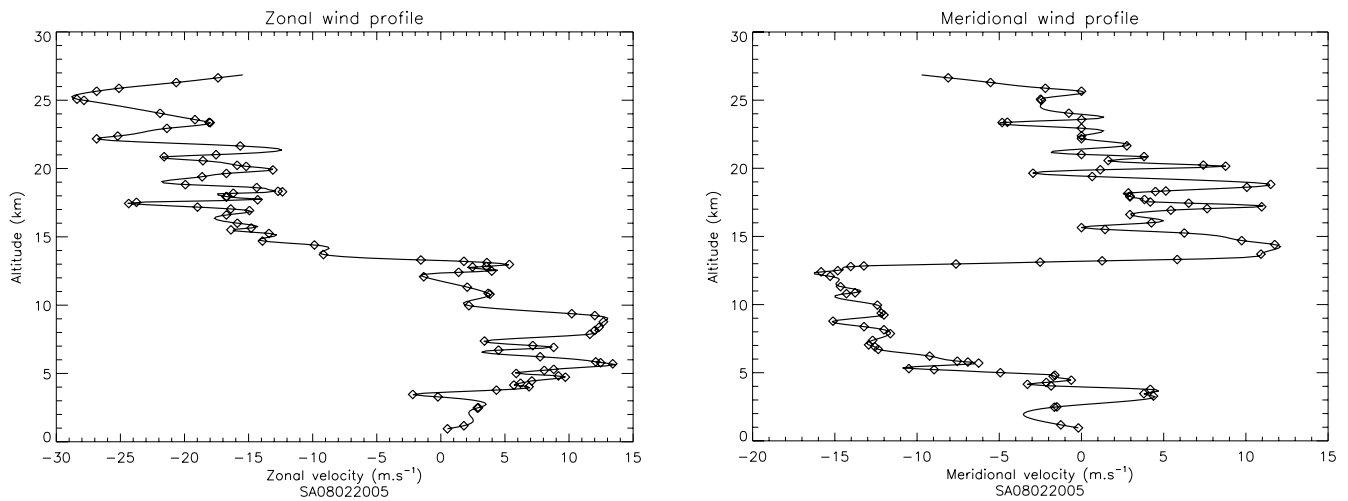 Zonal wind profile
30
25
20
15
10
5
0
Altitude (km)
-30 -25 -20 -15 -10 -5 0 5 10 15
Zonal velocity (m.s⁻¹)
SA08022005
Meridional wind profile
30
25
20
15
10
5
0
Altitude (km)
-20 -15 -10 -5 0 5 10 15
Meridional velocity (m.s⁻¹)
SA08022005